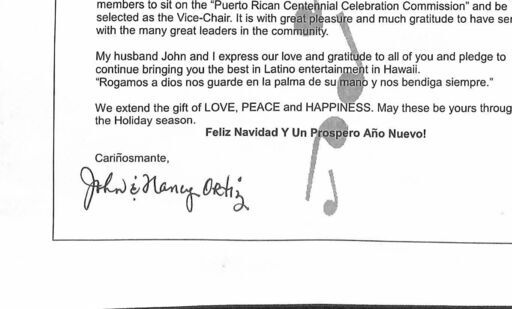 members to sit on the “Puerto Rican Centennial Celebration Commission” and be
selected as the Vice-Chair. It is with great pleasure and much gratitude to have
with the many great leaders in the community.
My husband John and I express our love and gratitude to all of you and pledge to
continue bringing you the best in Latino entertainment in Hawaii.
“Rogamos a dios nos guarde en la palma de su mano y nos bendiga siempre.”
We extend the gift of LOVE, PEACE and HAPPINESS. May these be yours
the Holiday season.
Feliz Navidad Y Un Prospero Año Nuevo!
Cariñosmante,
John & Nancy Ortiz